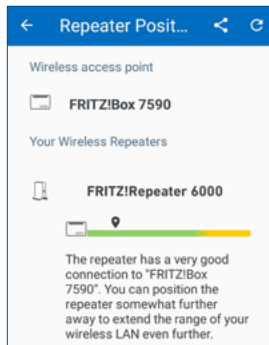 Repeater Posit...
Wireless access point
FRITZ!Box 7590
Your Wireless Repeaters
FRITZ!Repeater 6000
The repeater has a very good
connection to "FRITZ!Box
7590". You can position the
repeater somewhat further
away to extend the range of your
wireless LAN even further.